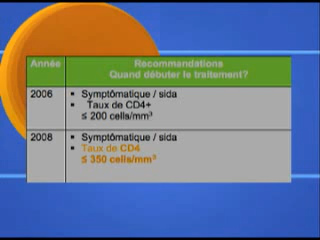 Année
Recommandations
Quand débuter le traitement?
2006
▪ Symptômatique / sida
▪ Taux de CD4+
≤ 200 cells/mm³
2008
▪ Symptômatique / sida
▪ Taux de CD4
≤ 350 cells/mm³